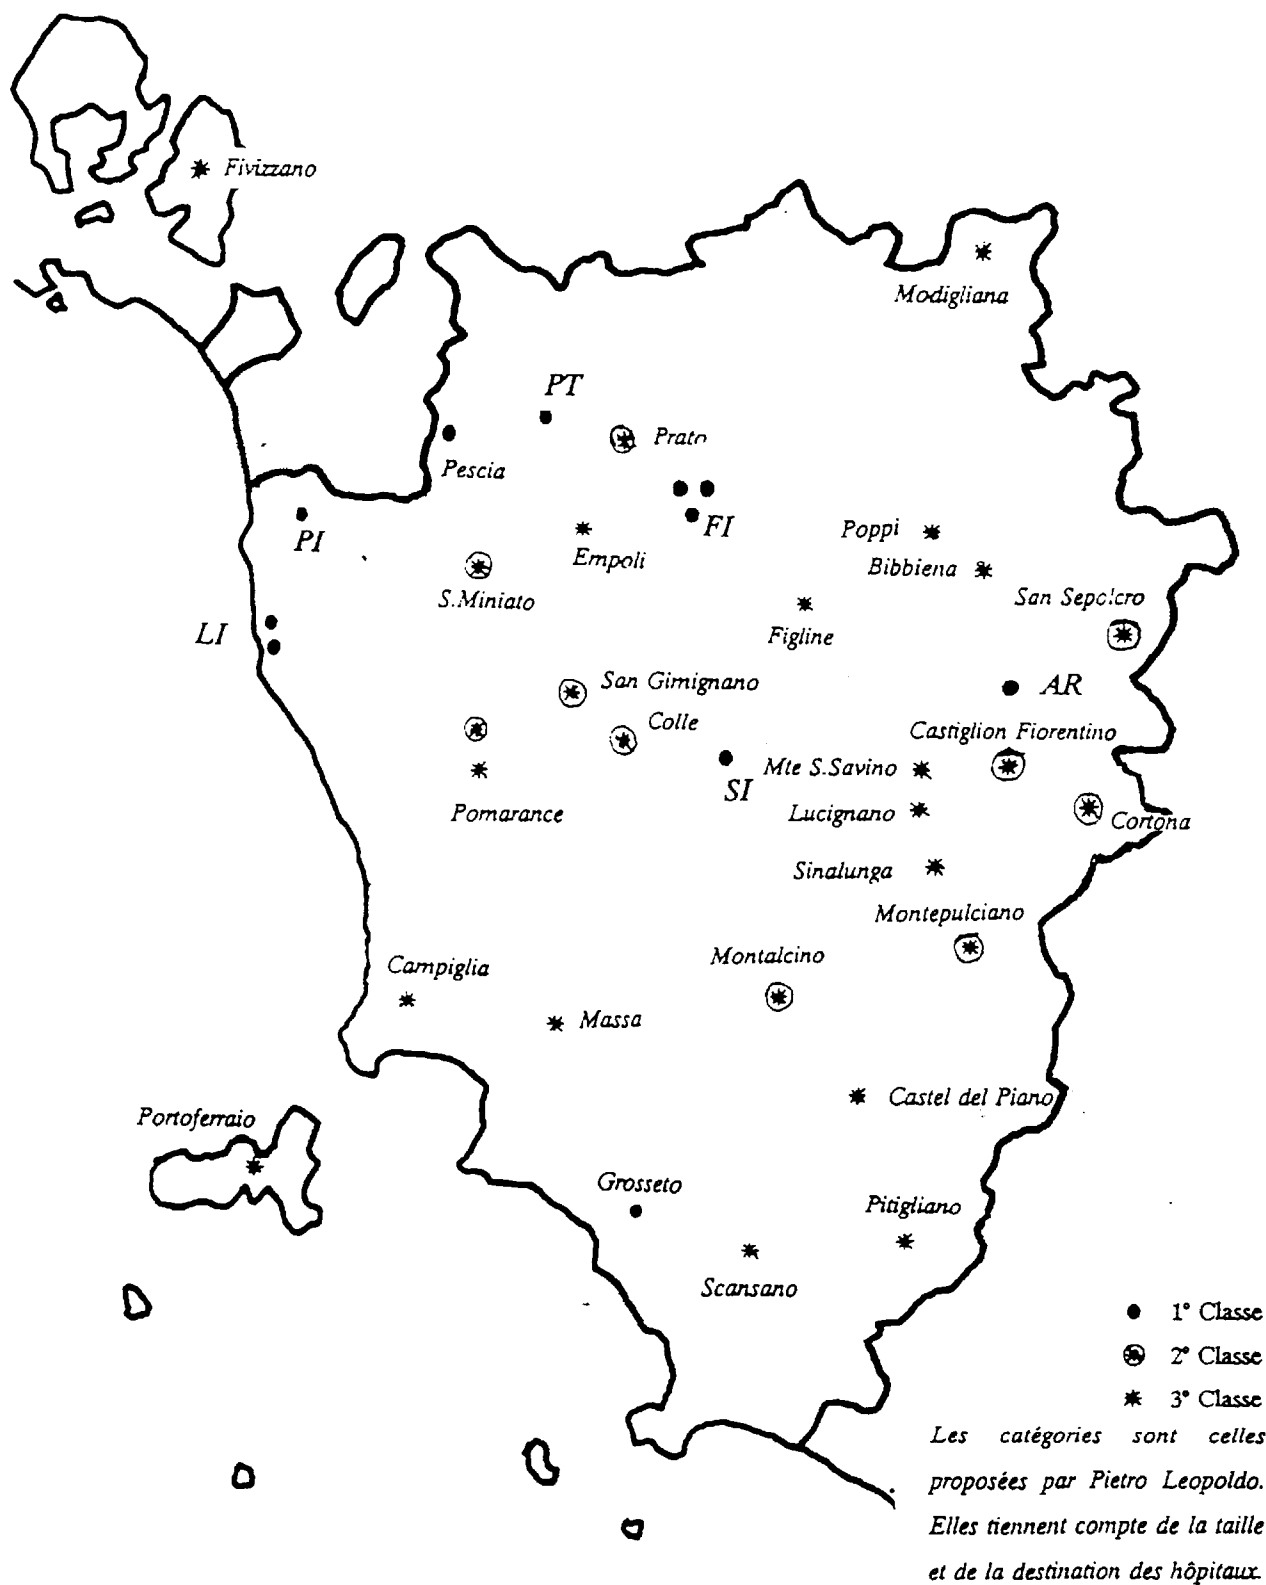 Fivizzano
Modigliana
PT
Prato
Pescia
FI
PI
Empoli
Poppi
Bibbiena
S.Miniato
San Sepolcro
LI
Figline
San Gimignano
AR
Colle
Castiglion Fiorentino
Mte S.Savino
SI
Pomarance
Lucignano
Cortona
Sinalunga
Montepulciano
Montalcino
Campiglia
Massa
Castel del Piano
Portoferraio
Grosseto
Pitigliano
Scansano
1° Classe
2° Classe
3° Classe
Les catégories sont celles
proposées par Pietro Leopoldo.
Elles tiennent compte de la taille
et de la destination des hôpitaux.